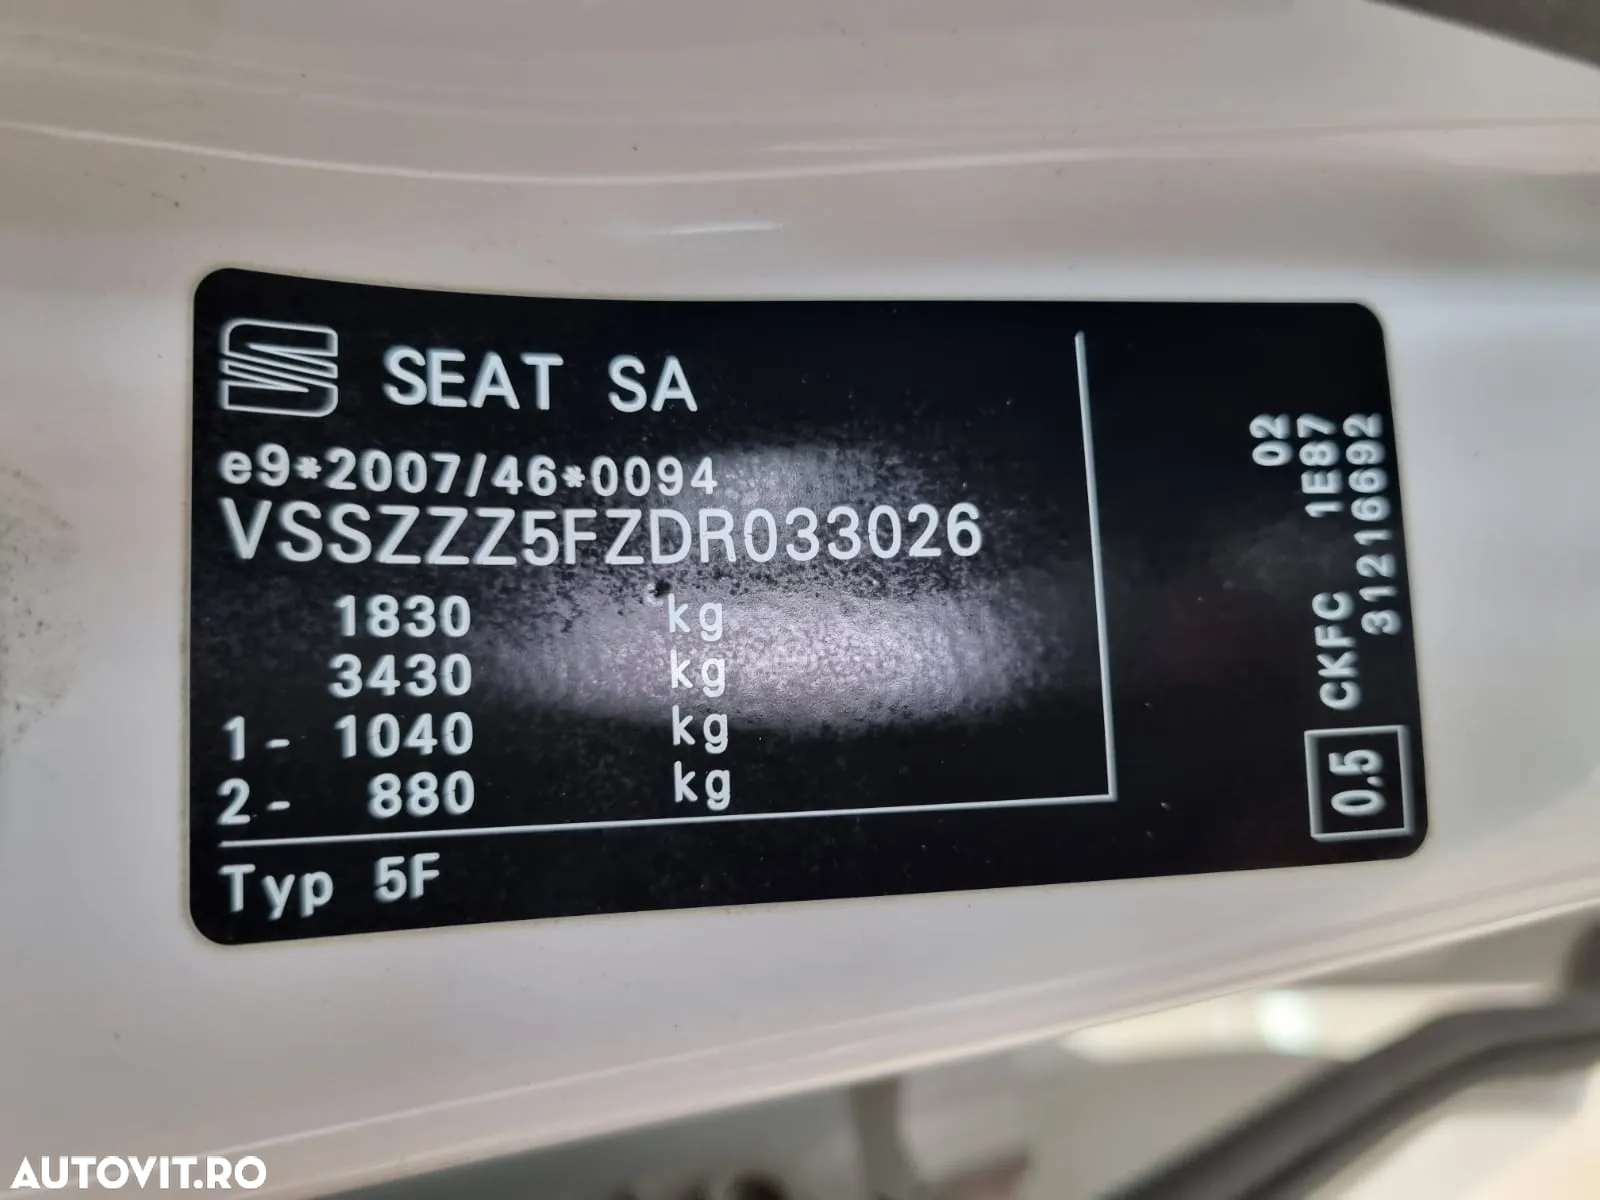 SEAT SA
e9*2007/46*0094
VSSZZZ5FZDR033026
1830 kg
3430 kg
1- 1040 kg
2- 880 kg
Typ 5F
02
CKFC 1E87
31216692
0.5
AUTOVIT.RO